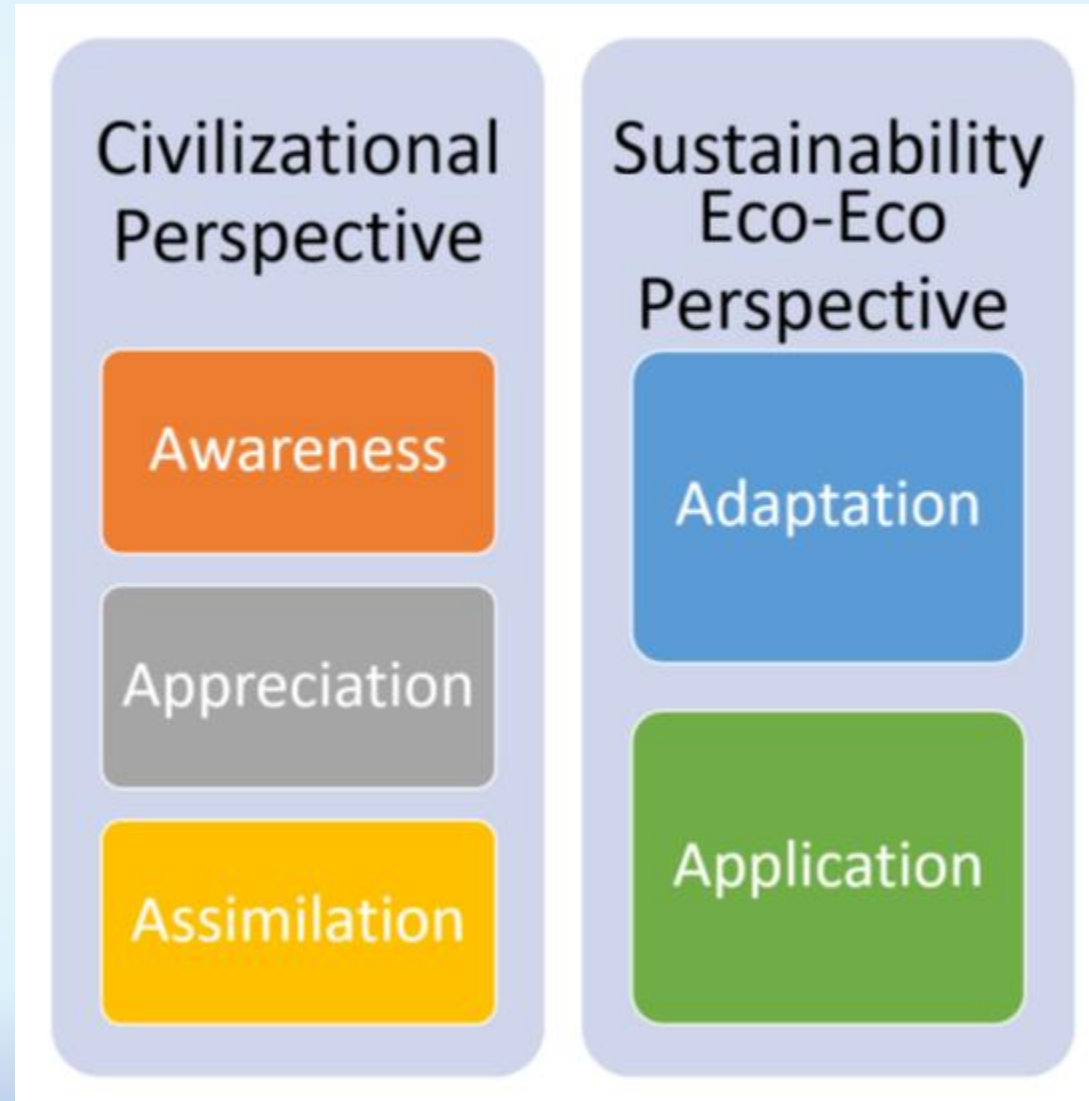 Civilizational
Perspective
Awareness
Appreciation
Assimilation
Sustainability
Eco-Eco
Perspective
Adaptation
Application